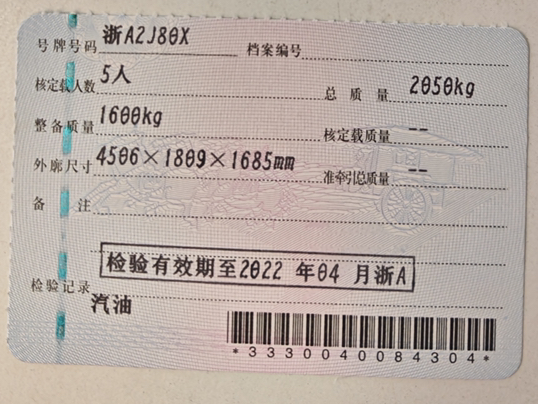 号牌号码 浙A2J80X 档案编号
核定载人数 5人 总质量 2050kg
整备质量 1600kg 核定载质量 --
外廓尺寸 4506×1809×1685mm 准牵引总质量 --
备注
检验有效期至2022 年04 月浙A
检验记录
汽油
*3330040084304*